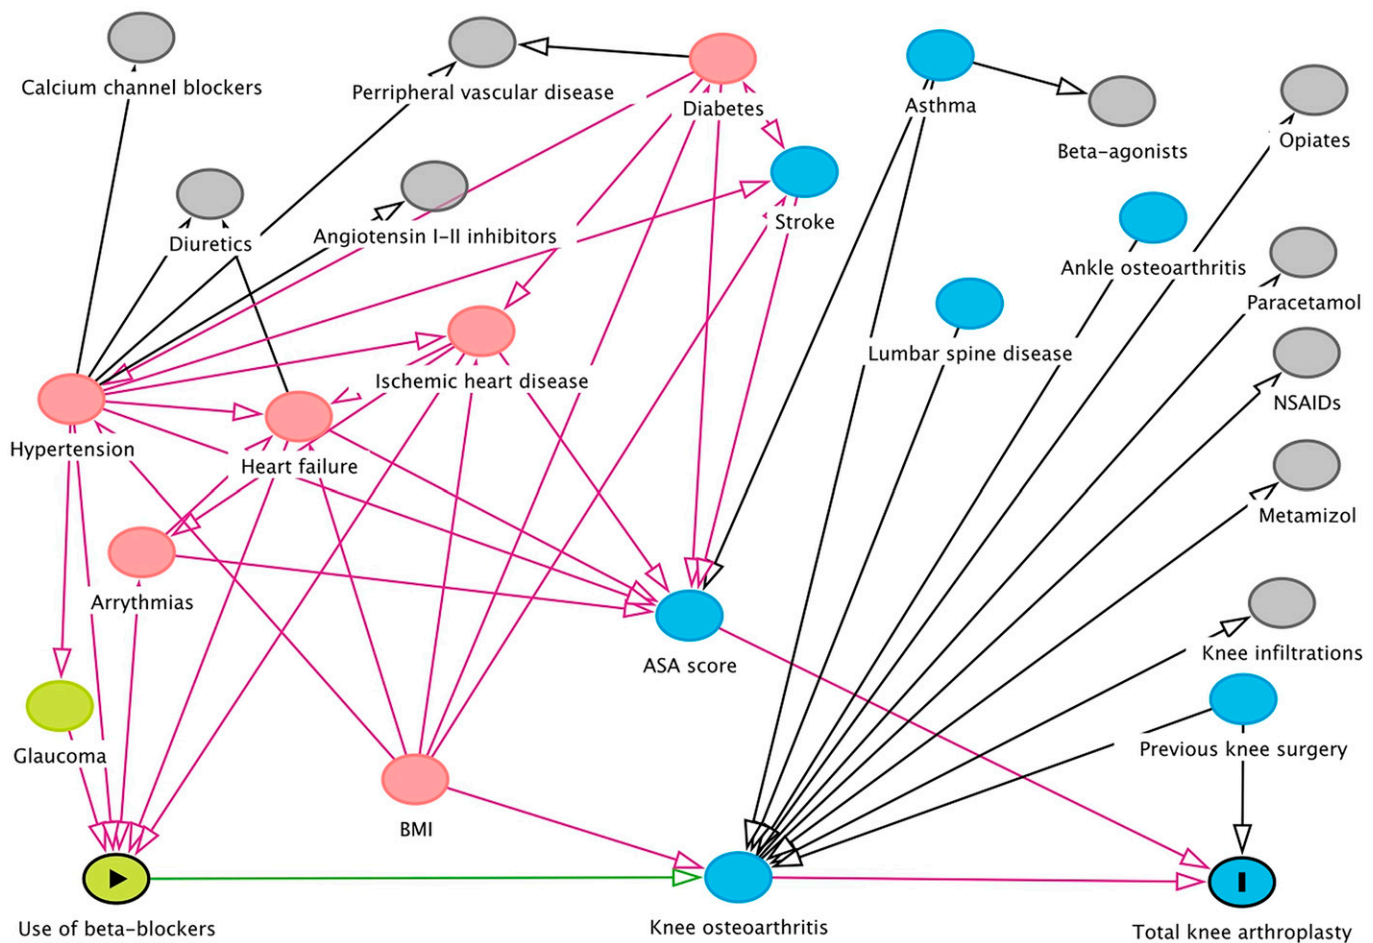 Calcium channel blockers
Perripheral vascular disease
Diabetes
Asthma
Beta-agonists
Opiates
Diuretics
Angiotensin I-II inhibitors
Stroke
Ankle osteoarthritis
Paracetamol
Lumbar spine disease
Ischemic heart disease
NSAIDs
Hypertension
Heart failure
Metamizol
Arrythmias
ASA score
Knee infiltrations
Glaucoma
Previous knee surgery
BMI
Use of beta-blockers
Knee osteoarthritis
Total knee arthroplasty